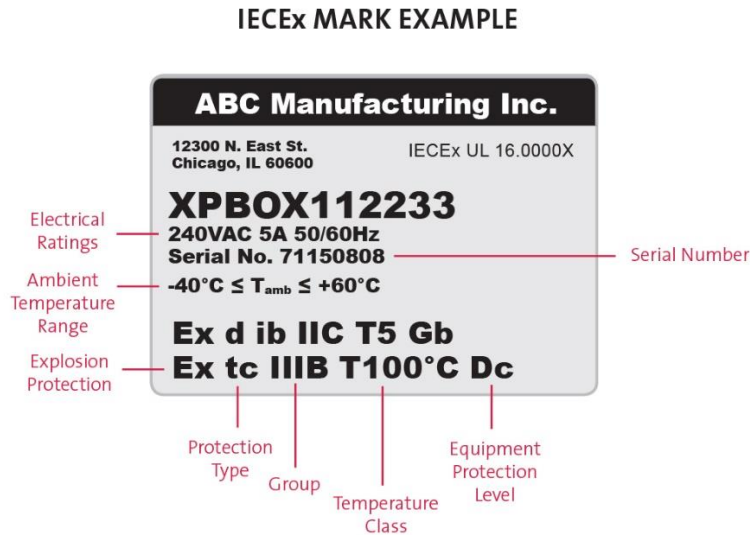 IECEx MARK EXAMPLE
ABC Manufacturing Inc.
12300 N. East St.
Chicago, IL 60600
IECEx UL 16.0000X
XPBOX112233
240VAC 5A 50/60Hz
Serial No. 71150808
-40°C ≤ Tamb ≤ +60°C
Ex d ib IIC T5 Gb
Ex tc IIIB T100°C Dc
Electrical
Ratings
Ambient
Temperature
Range
Explosion
Protection
Serial Number
Protection
Type
Group
Temperature
Class
Equipment
Protection
Level